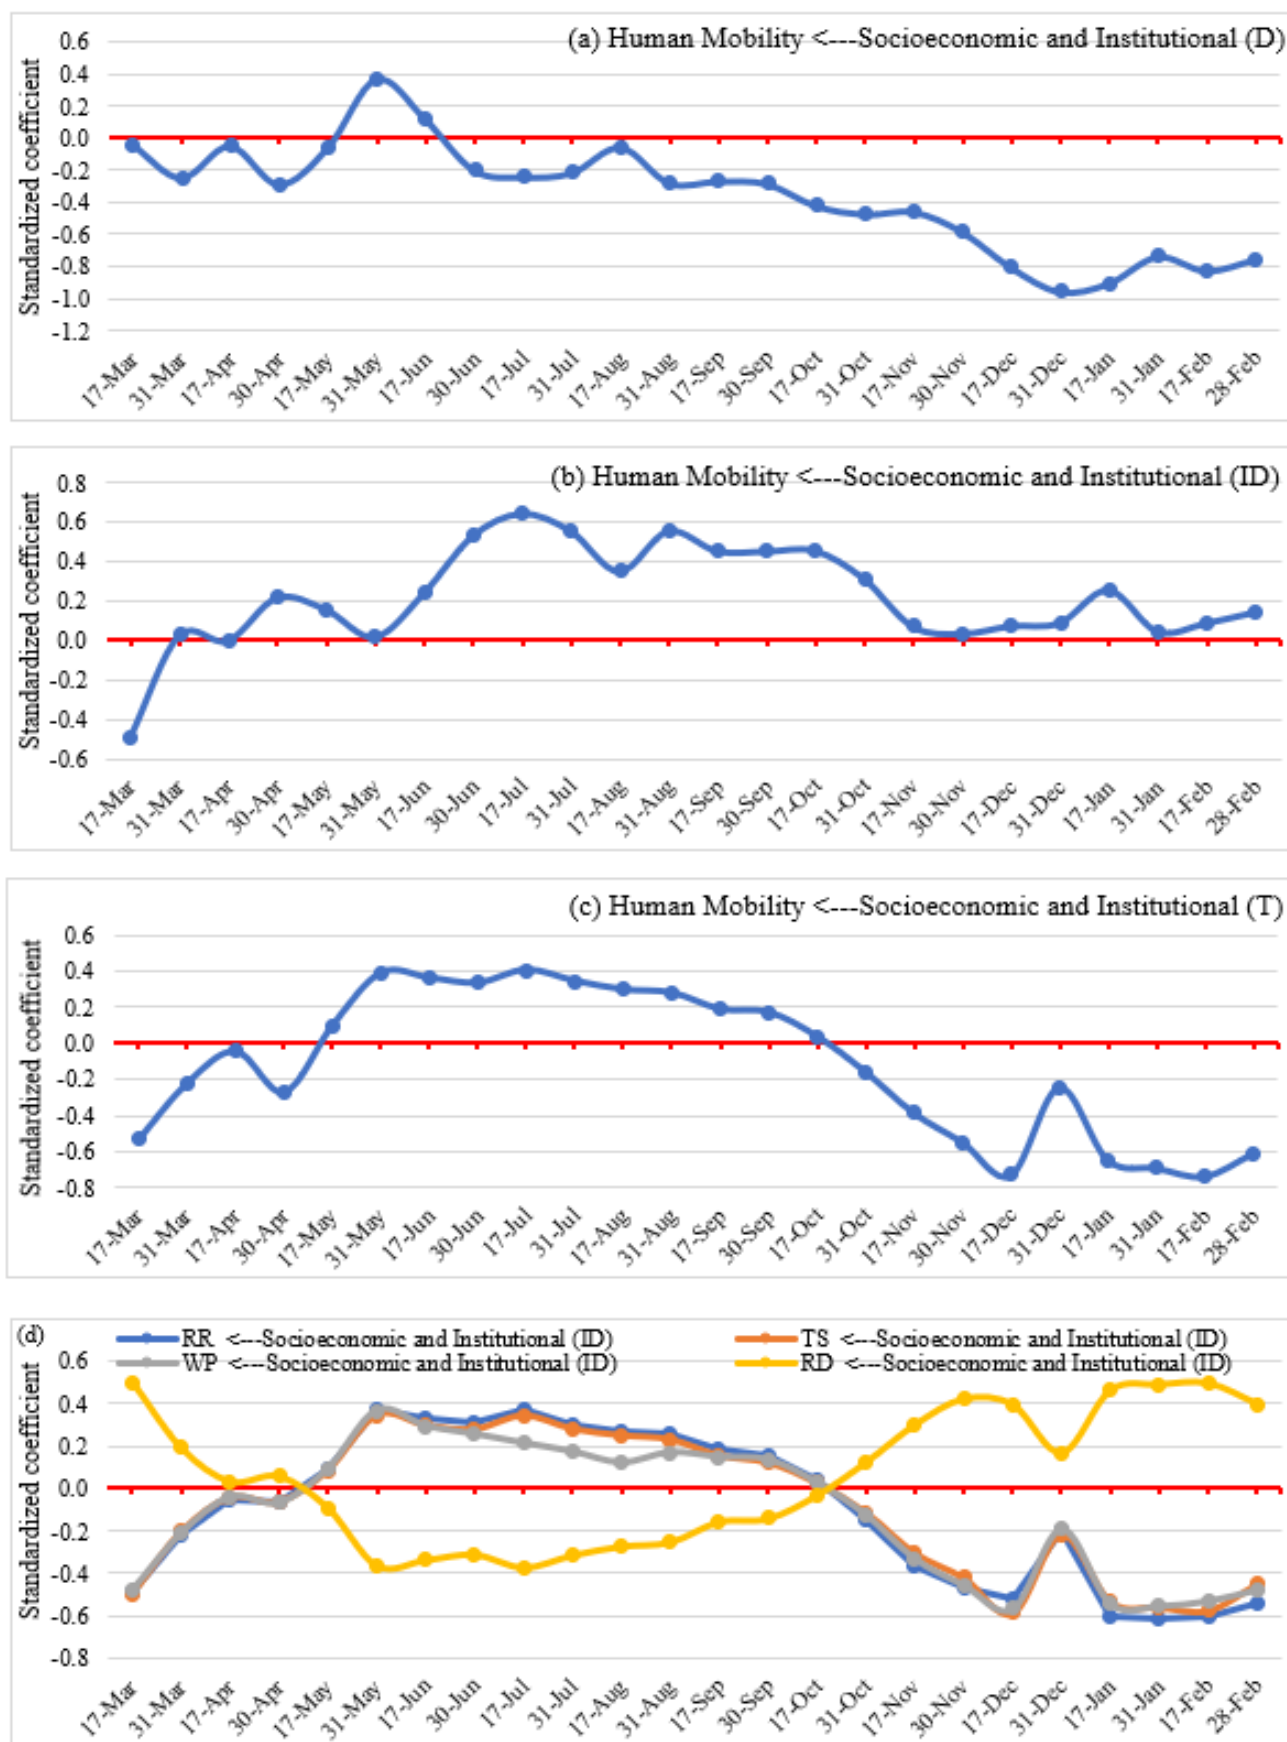 (a) Human Mobility <---Socioeconomic and Institutional (D)
Standardized coefficient
0.6
0.4
0.2
0.0
-0.2
-0.4
-0.6
-0.8
-1.0
-1.2
17-Mar 31-Mar 17-Apr 30-Apr 17-May 31-May 17-Jun 30-Jun 17-Jul 31-Jul 17-Aug 31-Aug 17-Sep 30-Sep 17-Oct 31-Oct 17-Nov 30-Nov 17-Dec 31-Dec 17-Jan 31-Jan 17-Feb 28-Feb
(b) Human Mobility <---Socioeconomic and Institutional (ID)
Standardized coefficient
0.8
0.6
0.4
0.2
0.0
-0.2
-0.4
-0.6
17-Mar 31-Mar 17-Apr 30-Apr 17-May 31-May 17-Jun 30-Jun 17-Jul 31-Jul 17-Aug 31-Aug 17-Sep 30-Sep 17-Oct 31-Oct 17-Nov 30-Nov 17-Dec 31-Dec 17-Jan 31-Jan 17-Feb 28-Feb
(c) Human Mobility <---Socioeconomic and Institutional (T)
Standardized coefficient
0.6
0.4
0.2
0.0
-0.2
-0.4
-0.6
-0.8
17-Mar 31-Mar 17-Apr 30-Apr 17-May 31-May 17-Jun 30-Jun 17-Jul 31-Jul 17-Aug 31-Aug 17-Sep 30-Sep 17-Oct 31-Oct 17-Nov 30-Nov 17-Dec 31-Dec 17-Jan 31-Jan 17-Feb 28-Feb
(d)
RR <---Socioeconomic and Institutional (ID)
TS <---Socioeconomic and Institutional (ID)
WP <---Socioeconomic and Institutional (ID)
RD <---Socioeconomic and Institutional (ID)
Standardized coefficient
0.6
0.4
0.2
0.0
-0.2
-0.4
-0.6
-0.8
17-Mar 31-Mar 17-Apr 30-Apr 17-May 31-May 17-Jun 30-Jun 17-Jul 31-Jul 17-Aug 31-Aug 17-Sep 30-Sep 17-Oct 31-Oct 17-Nov 30-Nov 17-Dec 31-Dec 17-Jan 31-Jan 17-Feb 28-Feb